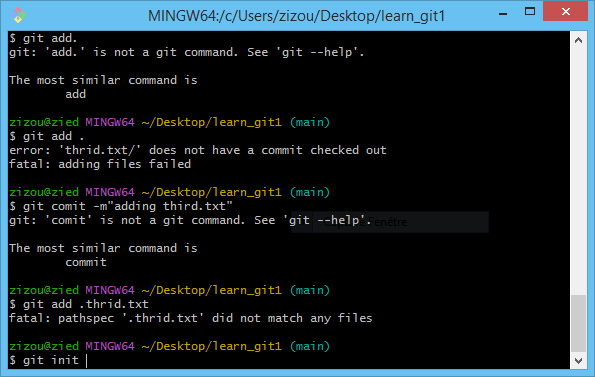 MINGW64:/c/Users/zizou/Desktop/learn_git1
$ git add.
git: 'add.' is not a git command. See 'git --help'.
The most similar command is
add
zizou@zied MINGW64 ~/Desktop/learn_git1 (main)
$ git add .
error: 'thrid.txt/' does not have a commit checked out
fatal: adding files failed
zizou@zied MINGW64 ~/Desktop/learn_git1 (main)
$ git comit -m"adding thrid.txt"
git: 'comit' is not a git command. See 'git --help'.
Fenêtre
The most similar command is
commit
zizou@zied MINGW64 ~/Desktop/learn_git1 (main)
$ git add .thrid.txt
fatal: pathspec '.thrid.txt' did not match any files
zizou@zied MINGW64 ~/Desktop/learn_git1 (main)
$ git init